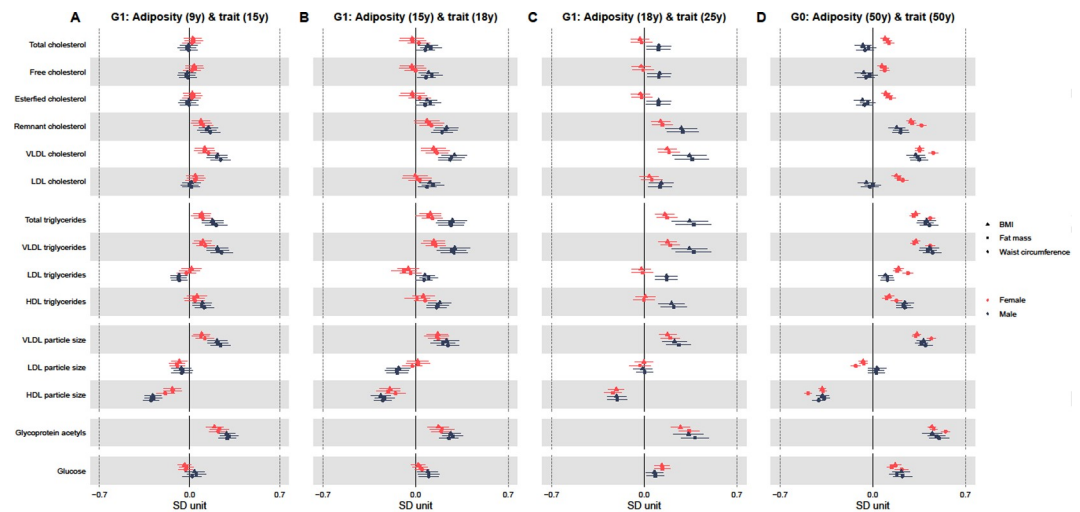 A G1: Adiposity (9y) & trait (15y) B G1: Adiposity (15y) & trait (18y) C G1: Adiposity (18y) & trait (25y) D G0: Adiposity (50y) & trait (50y)
Total cholesterol
Free cholesterol
Esterfied cholesterol
Remnant cholesterol
VLDL cholesterol
LDL cholesterol
Total triglycerides
VLDL triglycerides
LDL triglycerides
HDL triglycerides
VLDL particle size
LDL particle size
HDL particle size
Glycoprotein acetyls
Glucose
BMI
Fat mass
Waist circumference
Female
Male
−0.7 0.0 0.7 −0.7 0.0 0.7 −0.7 0.0 0.7 −0.7 0.0 0.7
SD unit SD unit SD unit SD unit